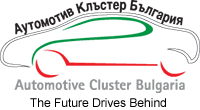 Аутомотив Клъстер България
Automotive Cluster Bulgaria
The Future Drives Behind